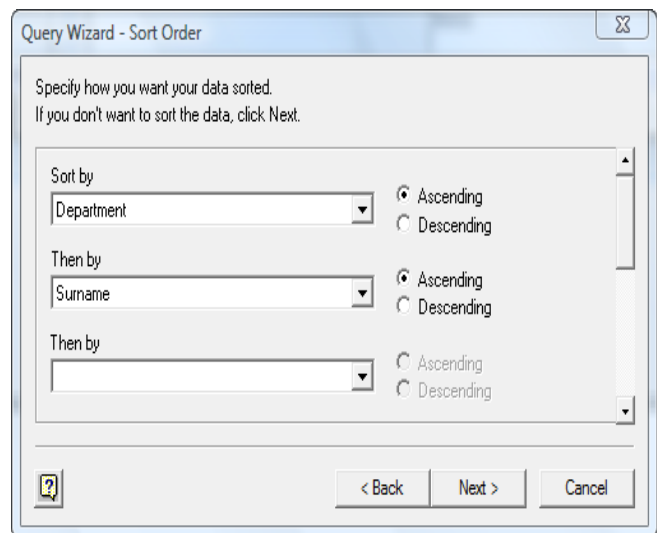 Query Wizard - Sort Order
Specify how you want your data sorted.
If you don't want to sort the data, click Next.
Sort by
Department
Ascending
Descending
Then by
Surname
Ascending
Descending
Then by
Ascending
Descending
?
< Back
Next >
Cancel